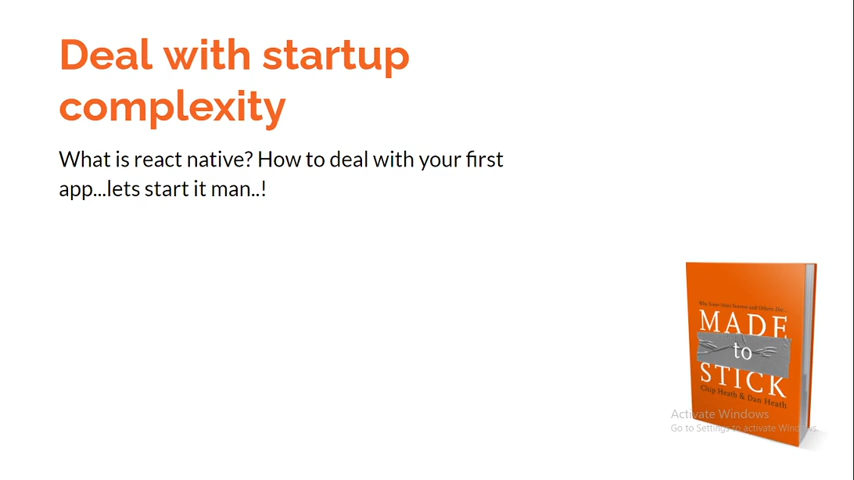 Deal with startup
complexity
What is react native? How to deal with your first
app...lets start it man..!
MADE
to
STICK
Chip Heath & Dan Heath
Activate Windows
Go to Settings to activate Windows.